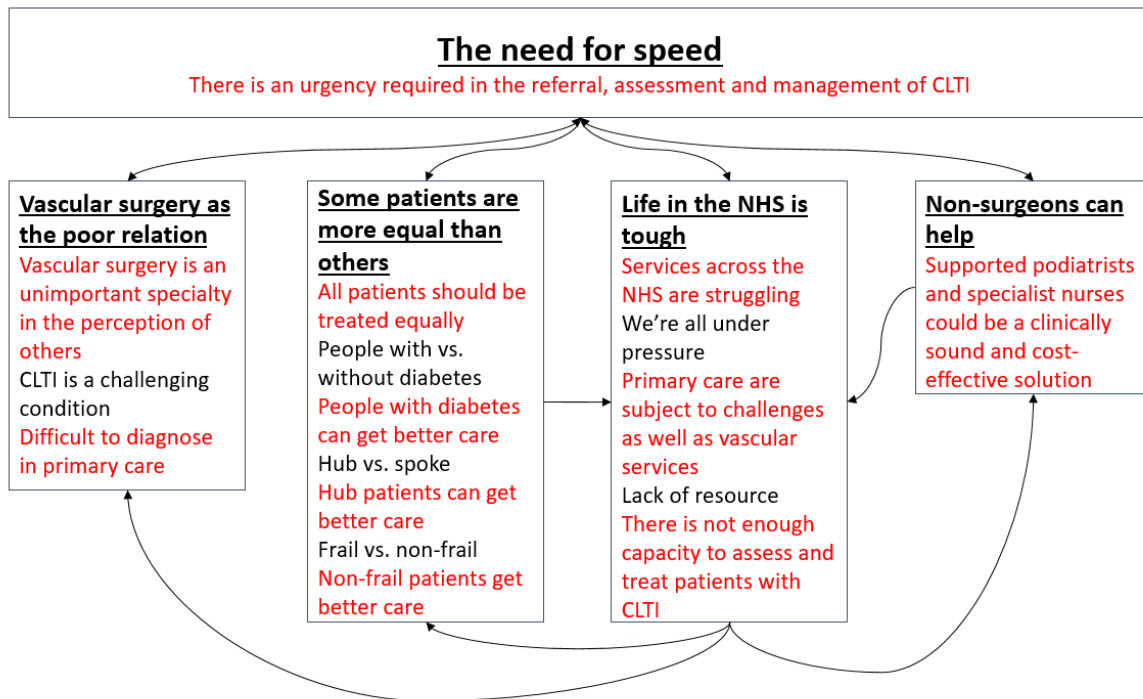 The need for speed
There is an urgency required in the referral, assessment and management of CLTI
Vascular surgery as
the poor relation
Vascular surgery is an
unimportant specialty
in the perception of
others
CLTI is a challenging
condition
Difficult to diagnose
in primary care
Some patients are
more equal than
others
All patients should be
treated equally
People with vs.
without diabetes
People with diabetes
can get better care
Hub vs. spoke
Hub patients can get
better care
Frail vs. non-frail
Non-frail patients get
better care
Life in the NHS is
tough
Services across the
NHS are struggling
We're all under
pressure
Primary care are
subject to challenges
as well as vascular
services
Lack of resource
There is not enough
capacity to assess and
treat patients with
CLTI
Non-surgeons can
help
Supported podiatrists
and specialist nurses
could be a clinically
sound and cost-
effective solution